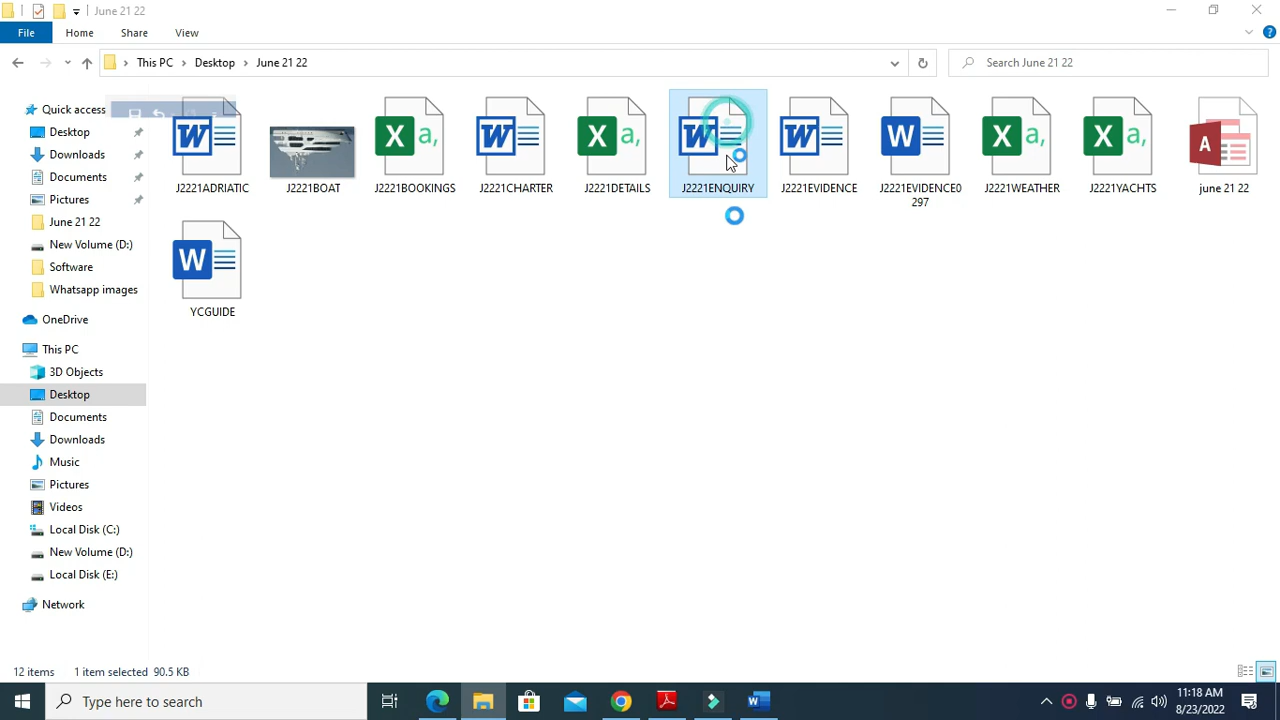 June 21 22
File
Home
Share
View
This PC
Desktop
June 21 22
Search June 21 22
Quick access
Desktop
Downloads
Documents
Pictures
June 21 22
New Volume (D:)
Software
Whatsapp images
OneDrive
This PC
3D Objects
Desktop
Documents
Downloads
Music
Pictures
Videos
Local Disk (C:)
New Volume (D:)
Local Disk (E:)
Network
J2221ADRIATIC
J2221BOAT
J2221BOOKINGS
J2221CHARTER
J2221DETAILS
J2221ENQUIRY
J2221EVIDENCE
J2221EVIDENCE0
297
J2221WEATHER
J2221YACHTS
june 21 22
YCGUIDE
12 items
1 item selected 90.5 KB
Type here to search
11:18 AM
8/23/2022